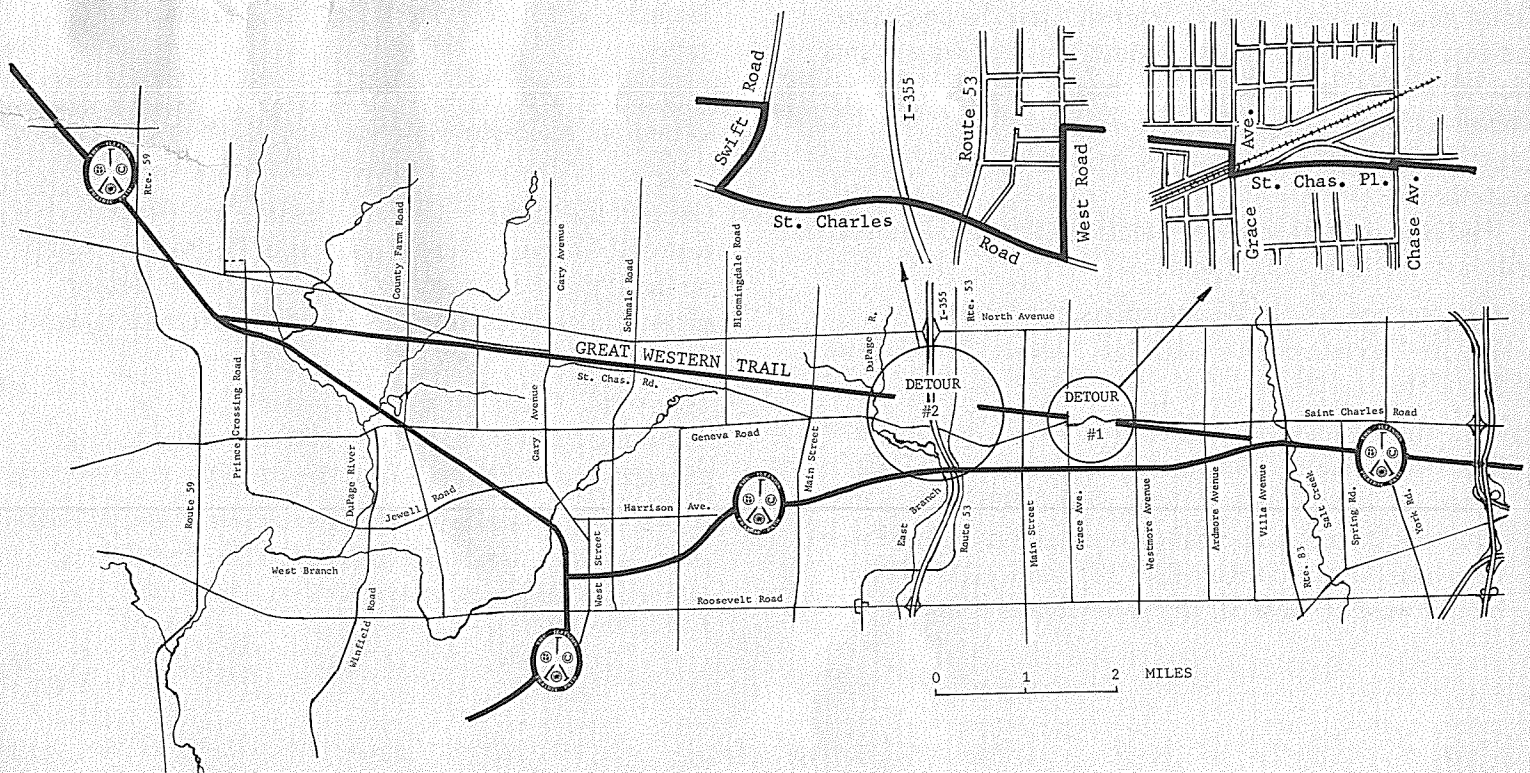 Swift
Road
I-355
Route 53
West Road
St. Charles
Road
Grace
Ave.
St. Chas. Pl.
Chase Av.
Rte. 59
County Farm Road
Gary Avenue
Schmale Road
Bloomingdale Road
DuPage R.
I-355
Rte. 53
North Avenue
GREAT WESTERN TRAIL
St. Chas. Rd.
DETOUR
#2
DETOUR
#1
Saint Charles Road
Prince Crossing Road
Route 59
DuPage River
Jewell Road
Gary Avenue
Geneva Road
Main Street
Harrison Ave.
West Street
West Branch
Winfield Road
Roosevelt Road
East Branch
Route 53
Main Street
Grace Ave.
Westmore Avenue
Ardmore Avenue
Villa Avenue
Rte. 83
Salt Creek
Spring Rd.
York Rd.
0 1 2 MILES